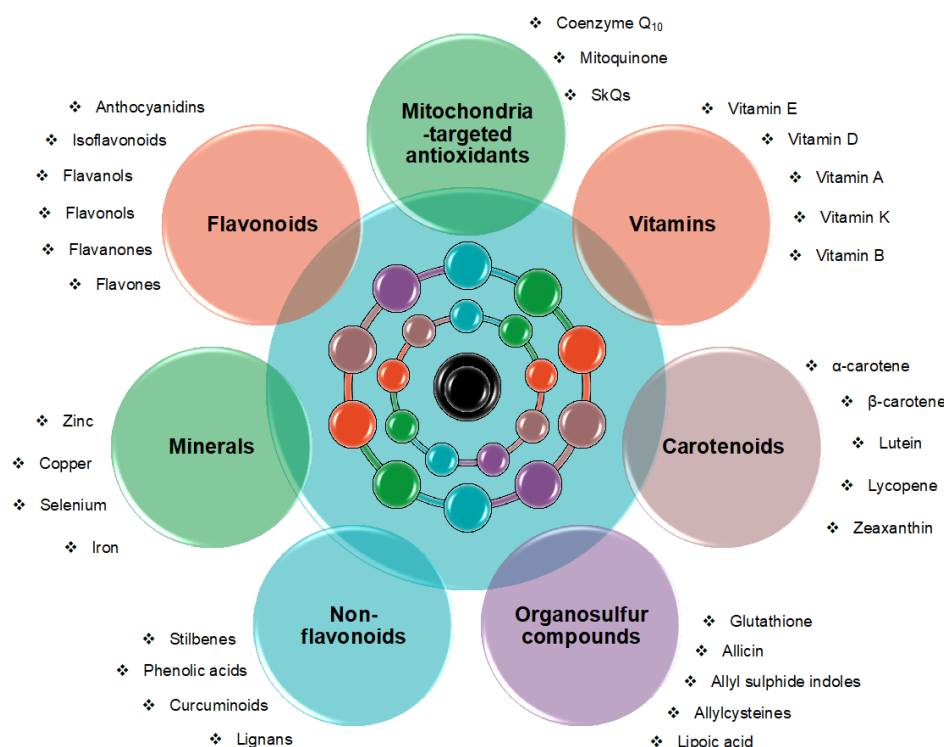 ❖ Coenzyme Q₁₀
❖ Mitoquinone
❖ SkQs
Mitochondria
-targeted
antioxidants
❖ Vitamin E
❖ Vitamin D
❖ Vitamin A
❖ Vitamin K
❖ Vitamin B
Vitamins
❖ Anthocyanidins
❖ Isoflavonoids
❖ Flavanols
❖ Flavonols
❖ Flavanones
❖ Flavones
Flavonoids
❖ α-carotene
❖ β-carotene
❖ Lutein
❖ Lycopene
❖ Zeaxanthin
Carotenoids
❖ Zinc
❖ Copper
❖ Selenium
❖ Iron
Minerals
Non-
flavonoids
❖ Stilbenes
❖ Phenolic acids
❖ Curcuminoids
❖ Lignans
Organosulfur
compounds
❖ Glutathione
❖ Allicin
❖ Allyl sulphide indoles
❖ Allylcysteines
❖ Lipoic acid